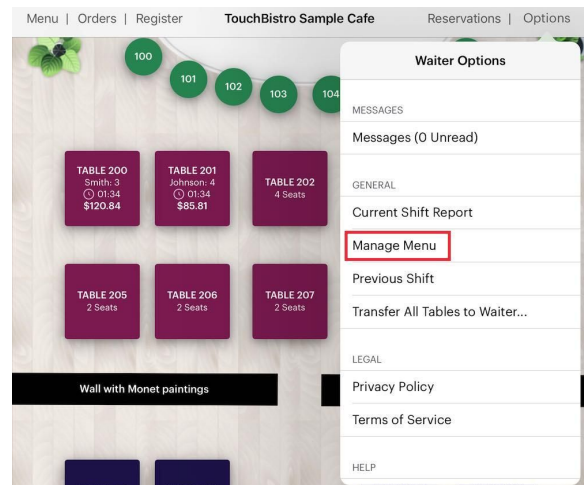 Menu | Orders | Register
TouchBistro Sample Cafe
Reservations | Options
100
101
102
103
104
TABLE 200
Smith: 3
01:34
$120.84
TABLE 201
Johnson: 4
01:34
$85.81
TABLE 202
4 Seats
TABLE 205
2 Seats
TABLE 206
2 Seats
TABLE 207
2 Seats
Wall with Monet paintings
Waiter Options
MESSAGES
Messages (0 Unread)
GENERAL
Current Shift Report
Manage Menu
Previous Shift
Transfer All Tables to Waiter...
LEGAL
Privacy Policy
Terms of Service
HELP